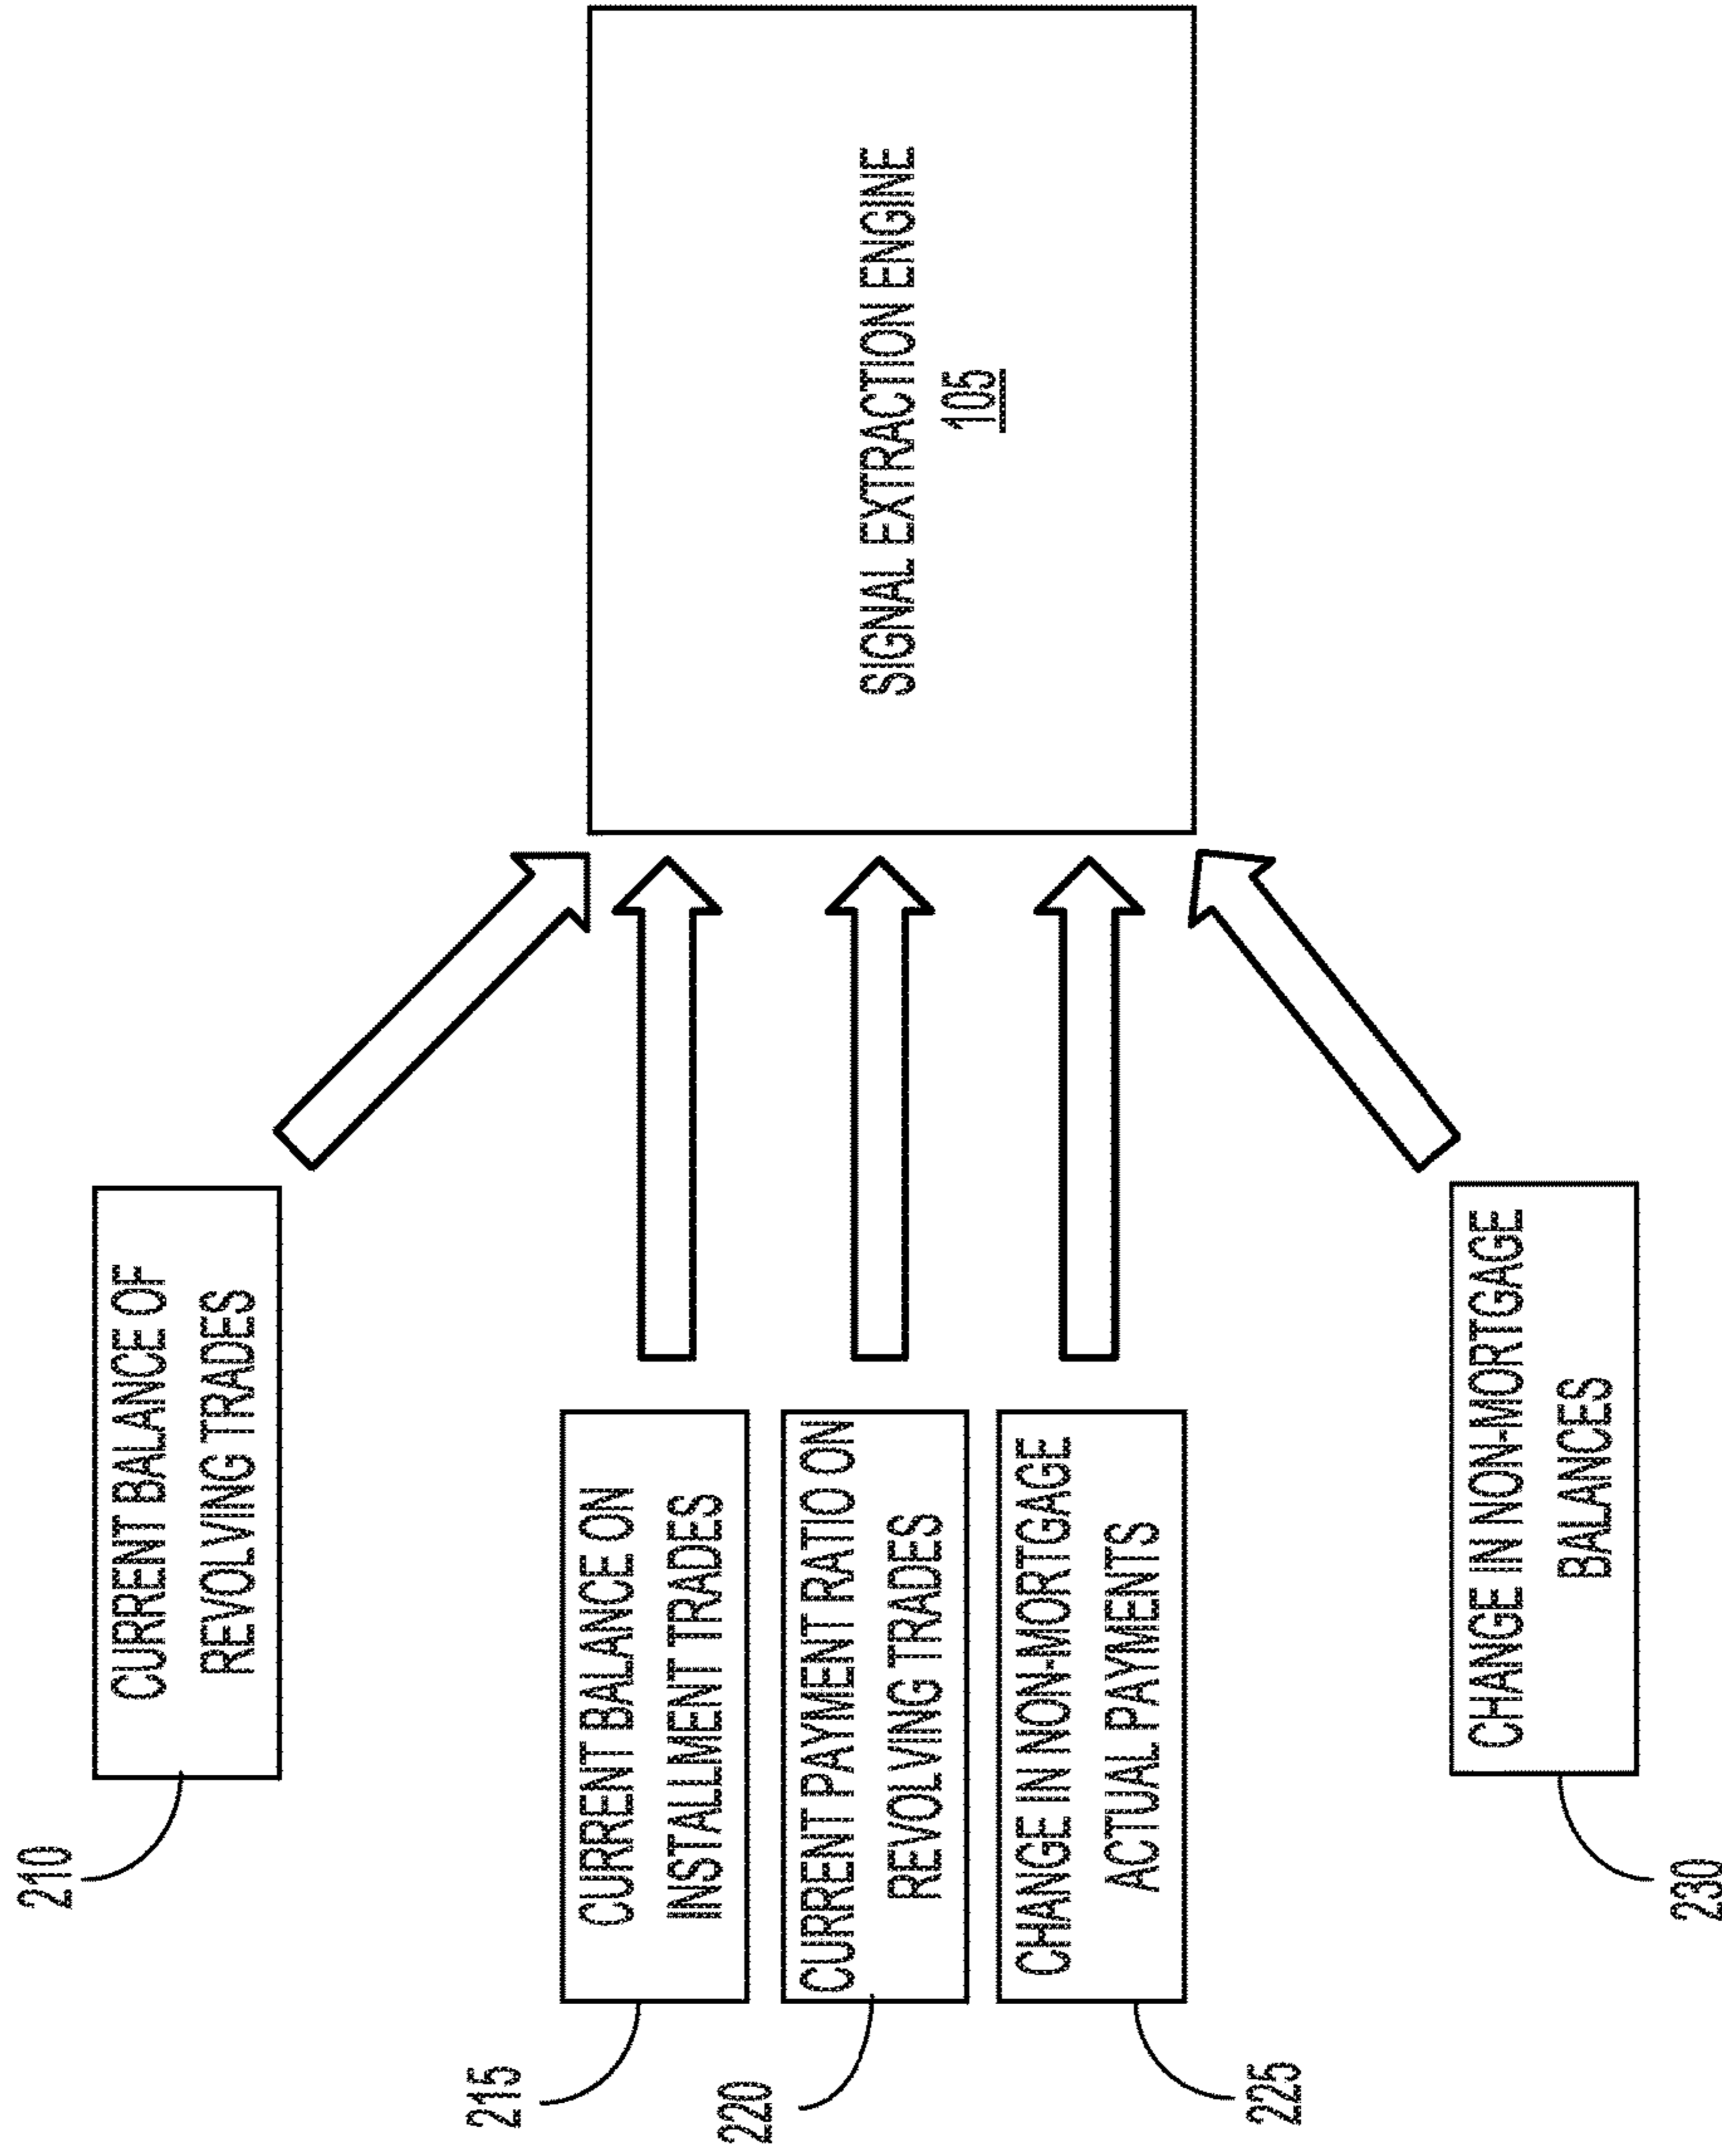 210
CURRENT BALANCE OF
REVOLVING TRADES
215
CURRENT BALANCE ON
INSTALLMENT TRADES
220
CURRENT PAYMENT RATIO ON
REVOLVING TRADES
225
CHANGE IN NON-MORTGAGE
ACTUAL PAYMENTS
230
CHANGE IN NON-MORTGAGE
BALANCES
SIGNAL EXTRACTION ENGINE
105